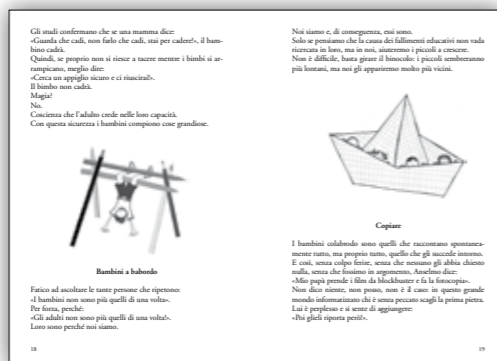 Gli studi confermano che se una mamma dice:
«Guarda che cadi, non farlo che cadi, stai per cadere!», il bam-
bino cadrà.
Quindi, se proprio non si riesce a tacere mentre i bimbi si ar-
rampicano, meglio dire:
«Cerca un appiglio sicuro e ci riuscirai!».
Il bimbo non cadrà.
Magia?
No.
Coscienza che l'adulto crede nelle loro capacità.
Con questa sicurezza i bambini compiono cose grandiose.
Bambini a babordo
Fatico ad ascoltare le tante persone che ripetono:
«I bambini non sono più quelli di una volta».
Per forza, perché:
«Gli adulti non sono più quelli di una volta!».
Loro sono perché noi siamo.
18
Noi siamo e, di conseguenza, essi sono.
Solo se pensiamo che la causa dei fallimenti educativi non vada
ricercata in loro, ma in noi, aiuteremo i piccoli a crescere.
Non è difficile, basta girare il binocolo: i piccoli sembreranno
più lontani, ma noi gli appariremo molto più vicini.
Copiare
I bambini colabrodo sono quelli che raccontano spontanea-
mente tutto, ma proprio tutto, quello che gli succede intorno.
E così, senza colpo ferire, senza che nessuno gli abbia chiesto
nulla, senza che fossimo in argomento, Anselmo dice:
«Mio papà prende i film da blockbuster e fa la fotocopia».
Non dico niente, non posso, non è il caso: in questo grande
mondo informatizzato chi è senza peccato scagli la prima pietra.
Lui è perplesso e si sente di aggiungere:
«Poi glieli riporta però!».
19